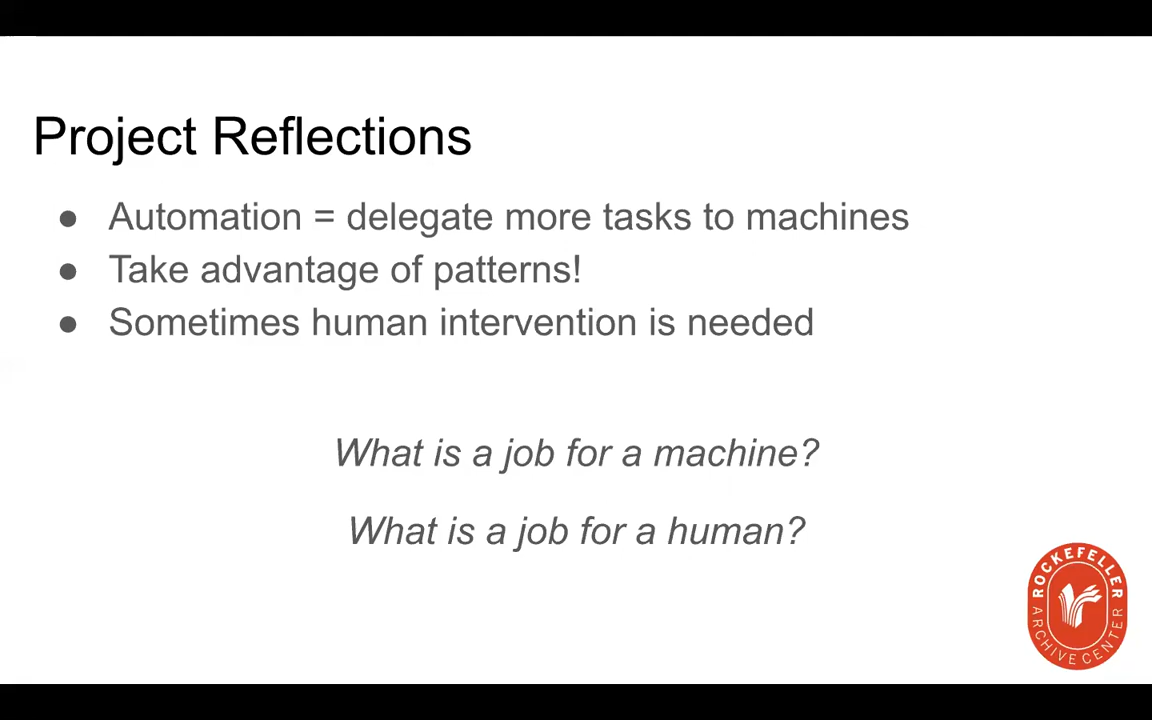 Project Reflections
● Automation = delegate more tasks to machines
● Take advantage of patterns!
● Sometimes human intervention is needed
What is a job for a machine?
What is a job for a human?
ROCKEFELLER
ARCHIVE CENTER